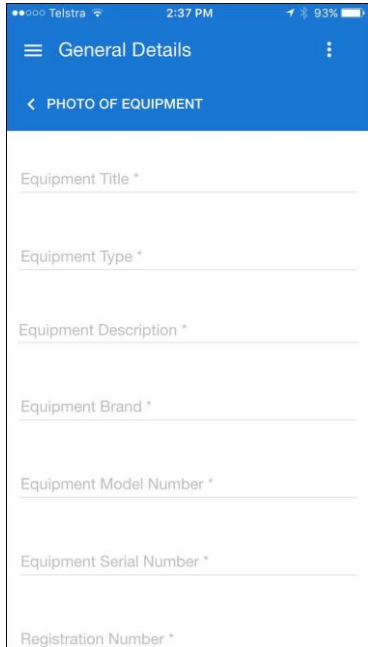 Telstra 2:37 PM 93%
General Details
PHOTO OF EQUIPMENT
Equipment Title *
Equipment Type *
Equipment Description *
Equipment Brand *
Equipment Model Number *
Equipment Serial Number *
Registration Number *